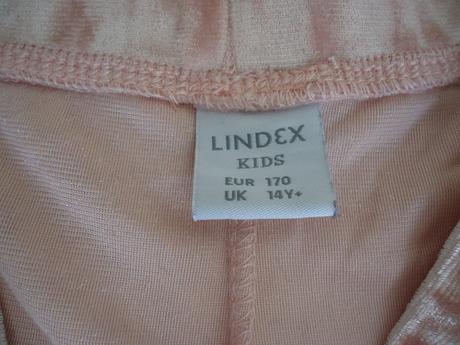 LINDEX
KIDS
EUR 170
UK 14Y+